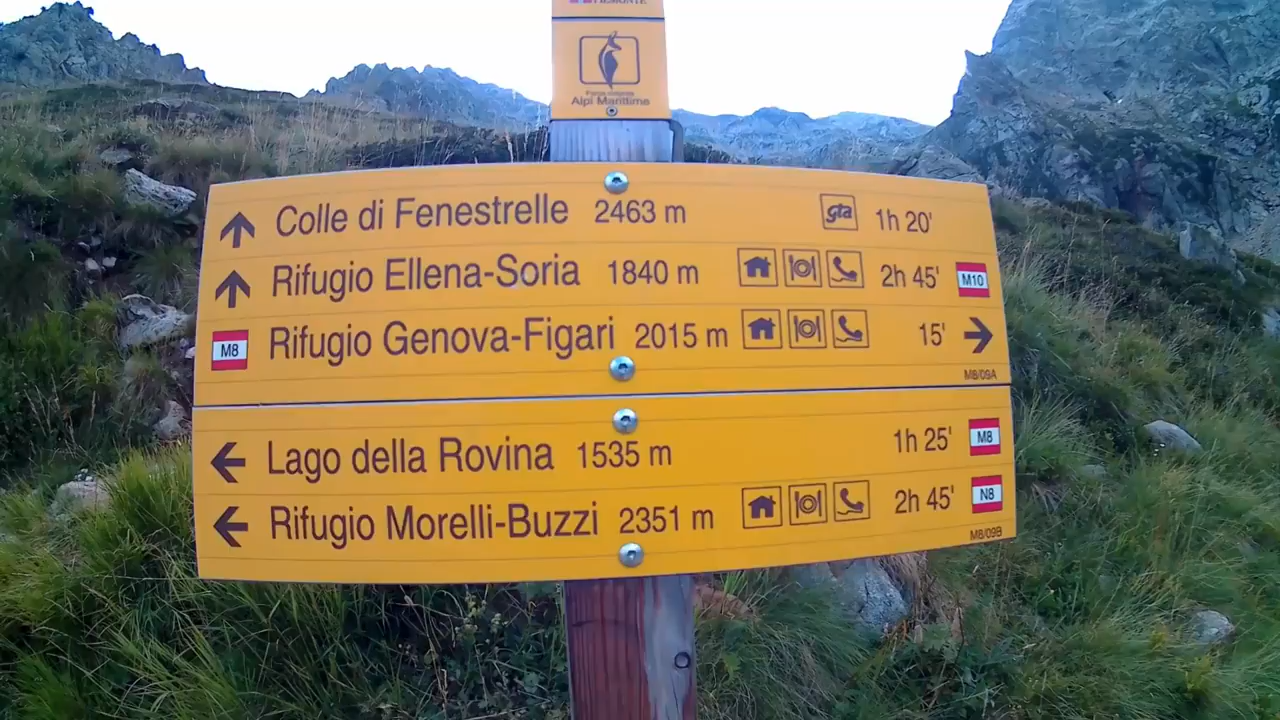 PIEMONTE
Alpi Marittime
Colle di Fenestrelle 2463 m gta 1h 20'
Rifugio Ellena-Soria 1840 m 2h 45' M10
M8 Rifugio Genova-Figari 2015 m 15'
M8/09A
Lago della Rovina 1535 m 1h 25' M8
Rifugio Morelli-Buzzi 2351 m 2h 45' N8
M8/09B